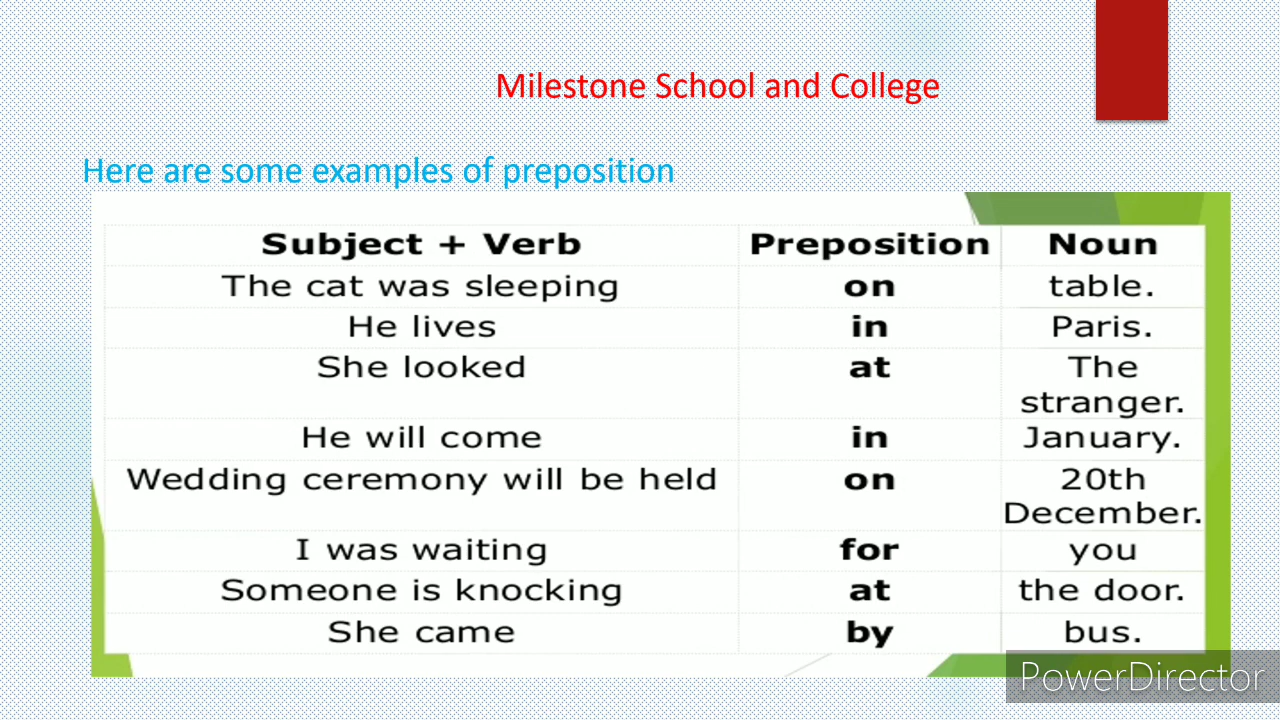 Milestone School and College
Here are some examples of preposition
Subject + Verb Preposition Noun
The cat was sleeping on table.
He lives in Paris.
She looked at The
stranger.
He will come in January.
Wedding ceremony will be held on 20th
December.
I was waiting for you
Someone is knocking at the door.
She came by bus.
PowerDirector